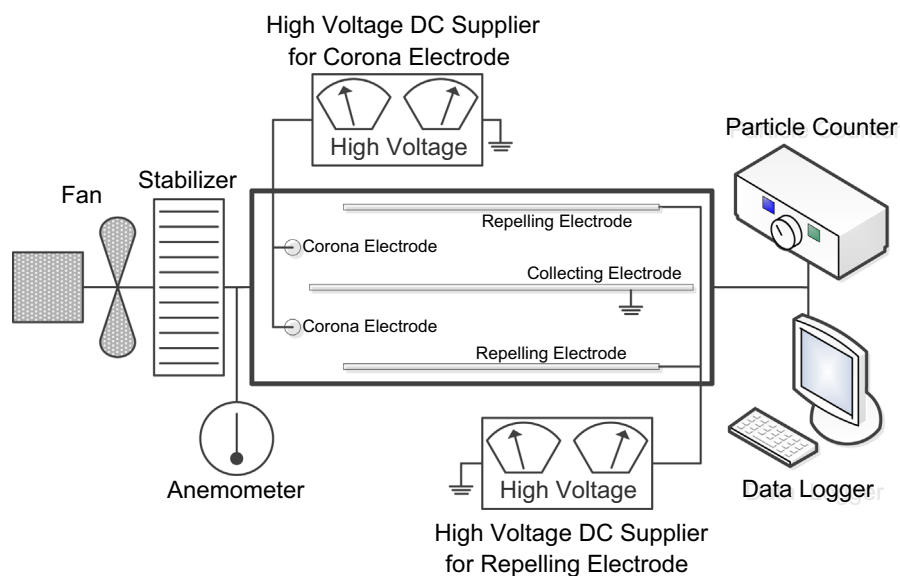 High Voltage DC Supplier
for Corona Electrode
High Voltage
Particle Counter
Fan
Stabilizer
Repelling Electrode
Corona Electrode
Collecting Electrode
Corona Electrode
Repelling Electrode
Anemometer
High Voltage
Data Logger
High Voltage DC Supplier
for Repelling Electrode